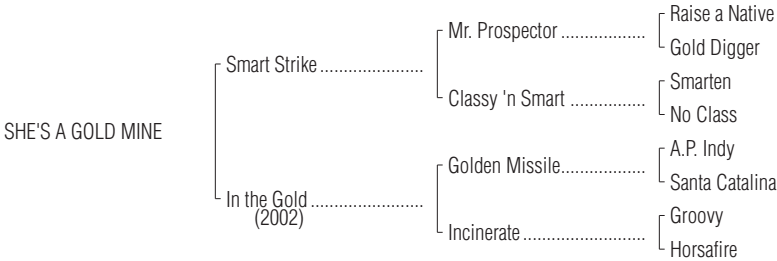 Raise a Native
Mr. Prospector ..................
Gold Digger
Smart Strike ......................
Smarten
Classy 'n Smart ................
No Class
SHE'S A GOLD MINE
A.P. Indy
Golden Missile..................
Santa Catalina
In the Gold ........................
(2002)
Groovy
Incinerate ..........................
Horsafire